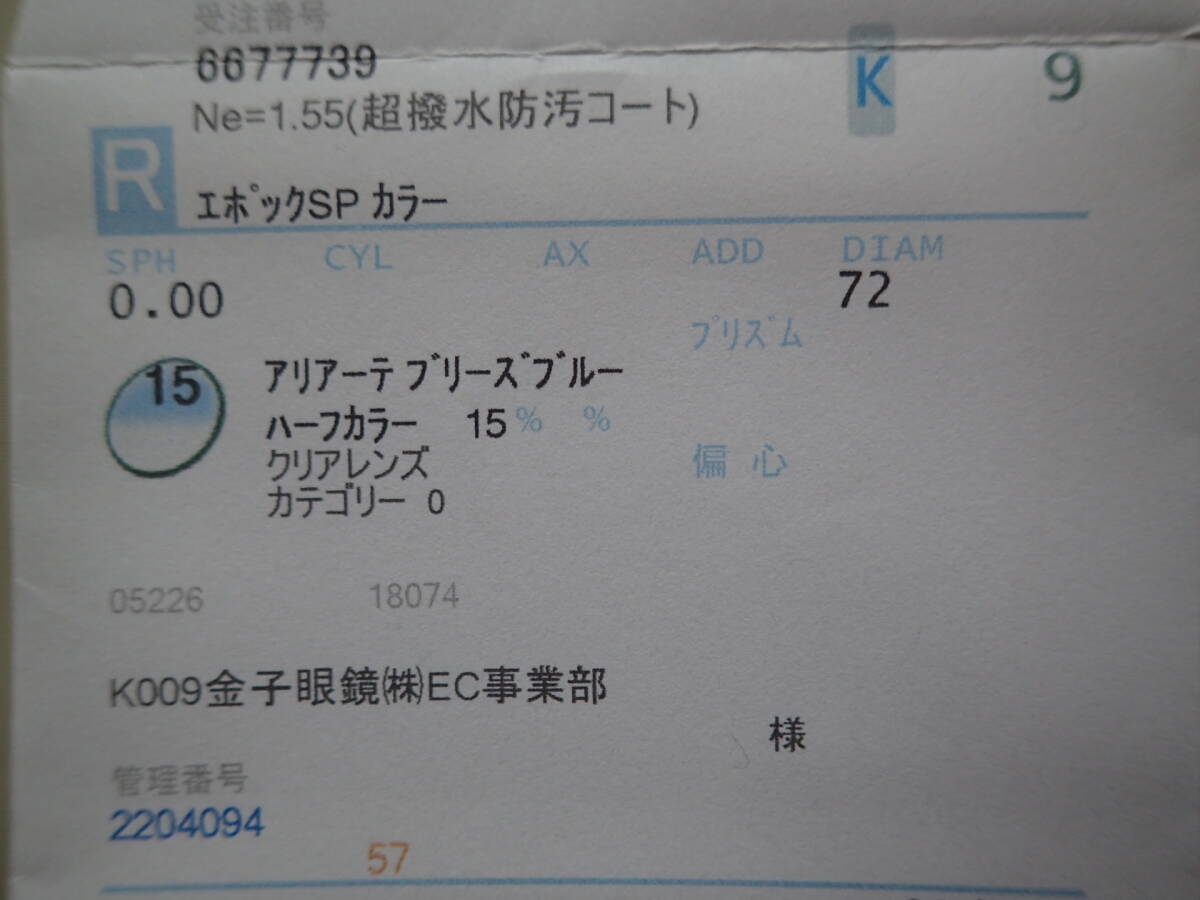 受注番号
6677739
Ne=1.55(超撥水防汚コート)
K 9
R
ｴﾎﾟｯｸSP ｶﾗｰ
SPH CYL AX ADD DIAM
0.00 72
ﾌﾟﾘｽﾞﾑ
15
アリアーテ ﾌﾞﾘｰｽﾞﾌﾞﾙｰ
ﾊｰﾌｶﾗｰ 15 % %
クリアレンズ
偏 心
カテゴリー 0
05226 18074
K009金子眼鏡㈱EC事業部
様
管理番号
2204094
57